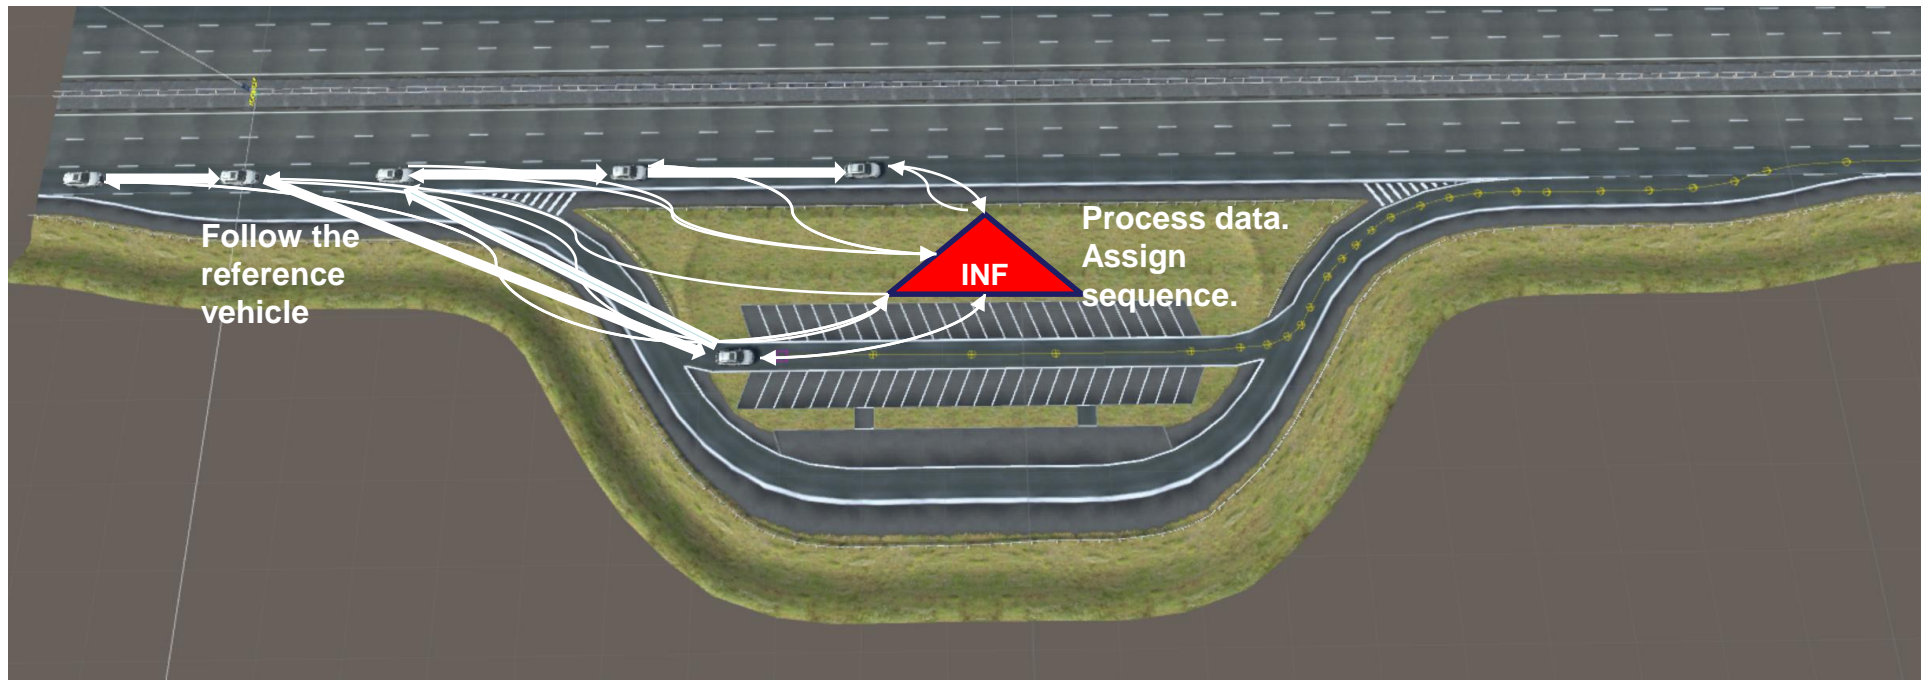 Follow the
reference
vehicle
INF
Process data.
Assign
sequence.